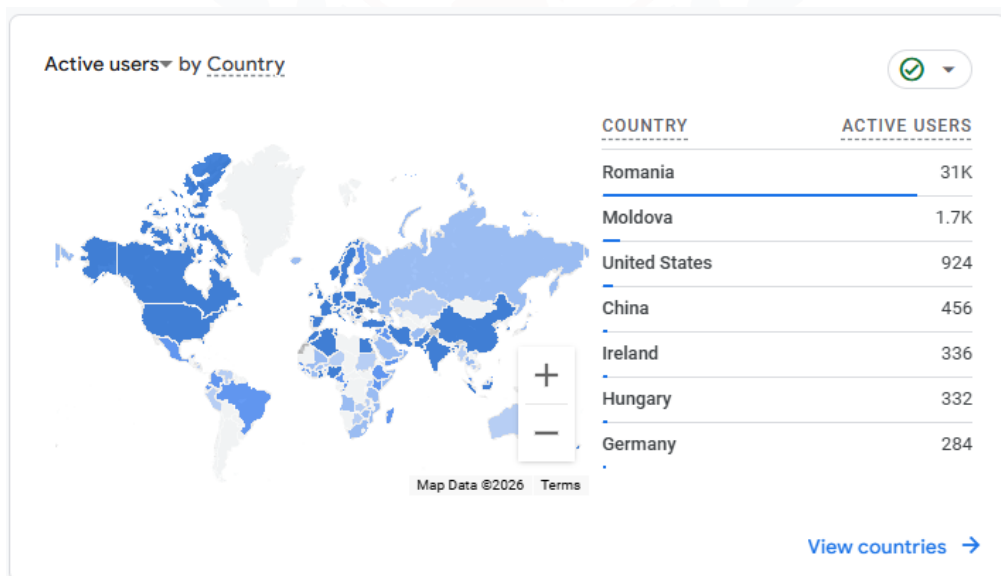 Active users by Country
COUNTRY ACTIVE USERS
Romania 31K
Moldova 1.7K
United States 924
China 456
Ireland 336
Hungary 332
Germany 284
+
−
Map Data ©2026 Terms
View countries